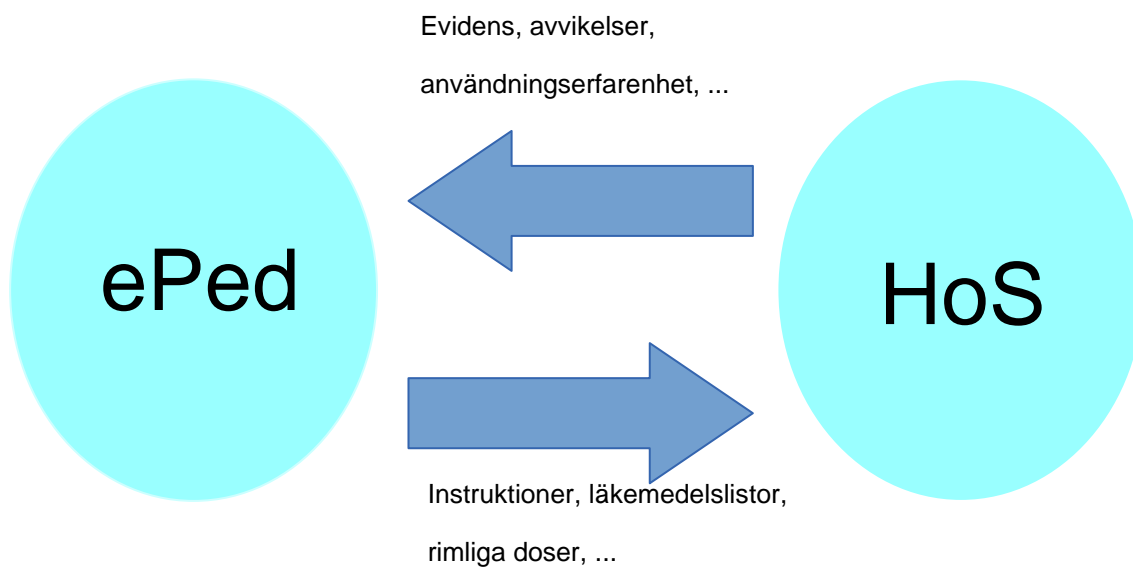 Evidens, avvikelser,
användningserfarenhet, ...
ePed
HoS
Instruktioner, läkemedelslistor,
rimliga doser, ...